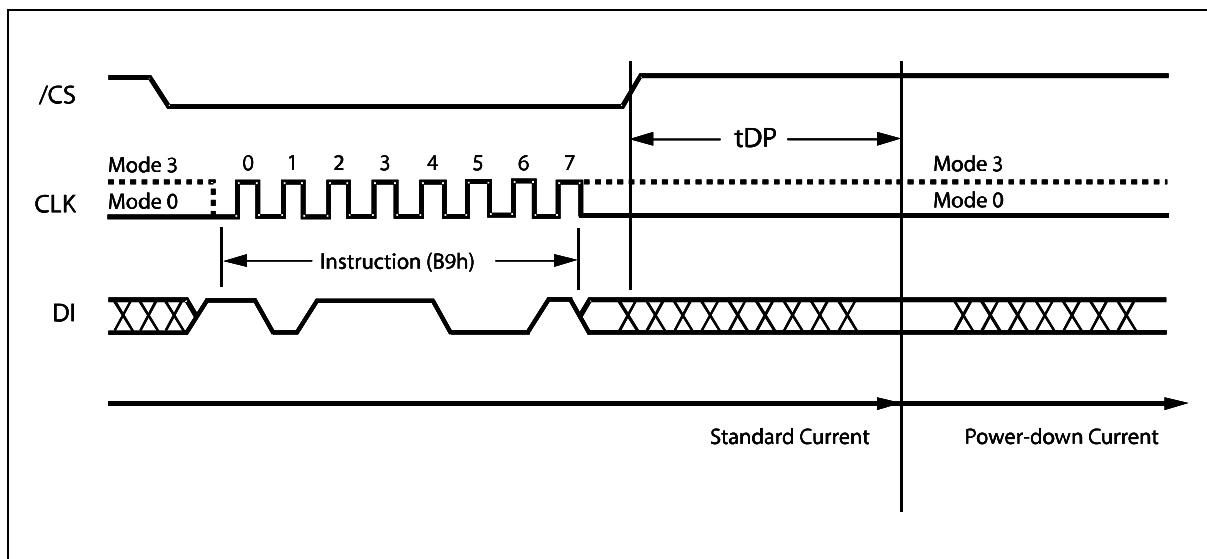 /CS
tDP
Mode 3
0 1 2 3 4 5 6 7
Mode 3
CLK
Mode 0
Mode 0
Instruction (B9h)
DI
Standard Current
Power-down Current